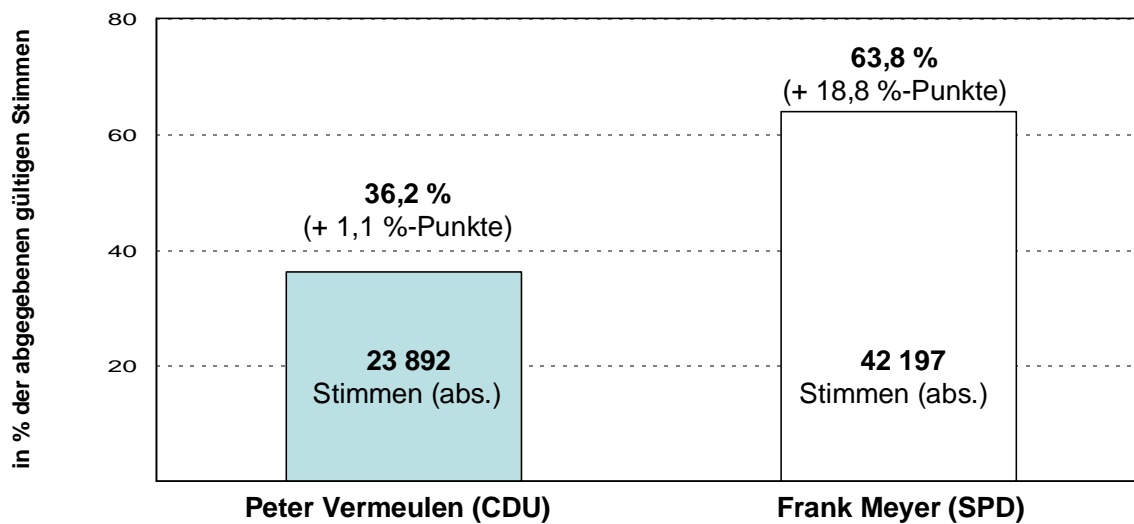 in % der abgegebenen gültigen Stimmen
80
60
40
20
36,2 %
(+ 1,1 %-Punkte)
23 892
Stimmen (abs.)
63,8 %
(+ 18,8 %-Punkte)
42 197
Stimmen (abs.)
Peter Vermeulen (CDU)
Frank Meyer (SPD)